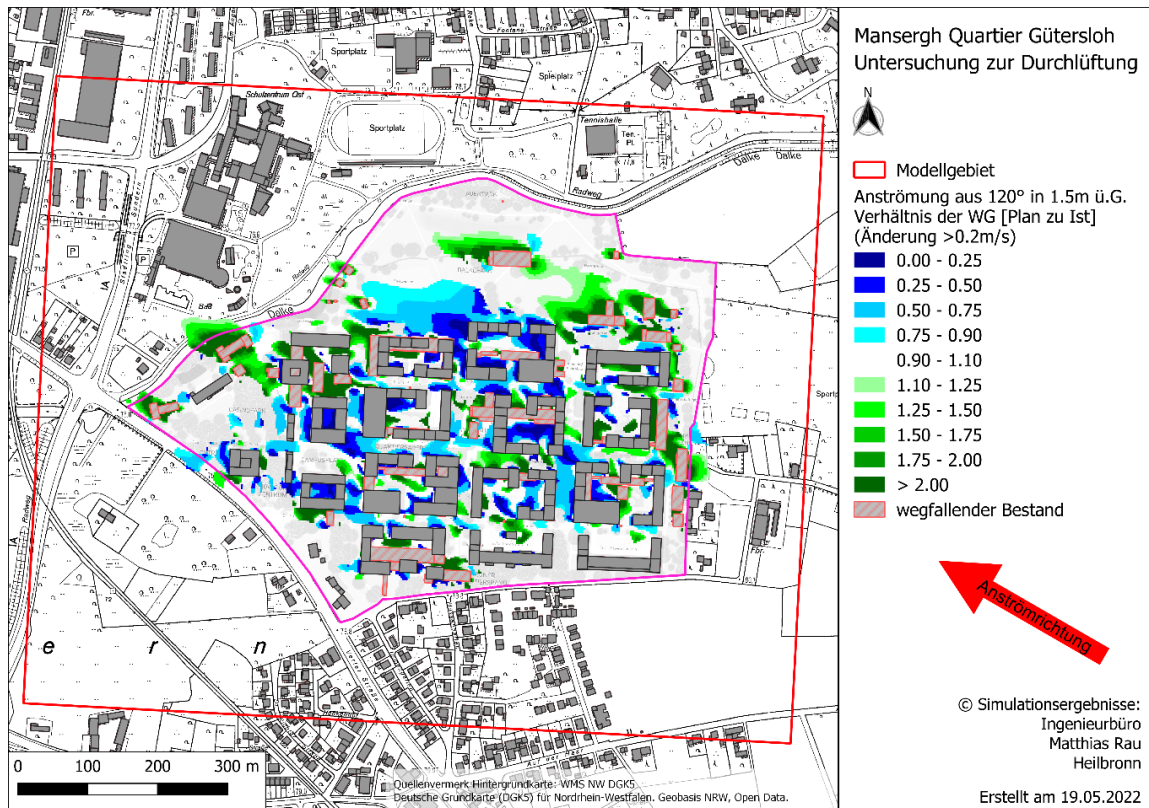 Mansergh Quartier Gütersloh
Untersuchung zur Durchlüftung
N
Modellgebiet
Anströmung aus 120° in 1.5m ü.G.
Verhältnis der WG [Plan zu Ist]
(Änderung >0.2m/s)
0.00 - 0.25
0.25 - 0.50
0.50 - 0.75
0.75 - 0.90
0.90 - 1.10
1.10 - 1.25
1.25 - 1.50
1.50 - 1.75
1.75 - 2.00
> 2.00
wegfallender Bestand
Anströmrichtung
© Simulationsergebnisse:
Ingenieurbüro
Matthias Rau
Heilbronn
Erstellt am 19.05.2022
Fbr.
Sportplatz
Spielplatz
Schulzentrum Ost
Sportplatz
Tennishalle
Ten.
Pl.
Dalke
Dalke
Radweg
P
P
Dalke
Radweg
Fbr.
e r n
0 100 200 300 m
Quellenvermerk Hintergrundkarte: WMS NW DGK5
Deutsche Grundkarte (DGK5) für Nordrhein-Westfalen. Geobasis NRW, Open Data.